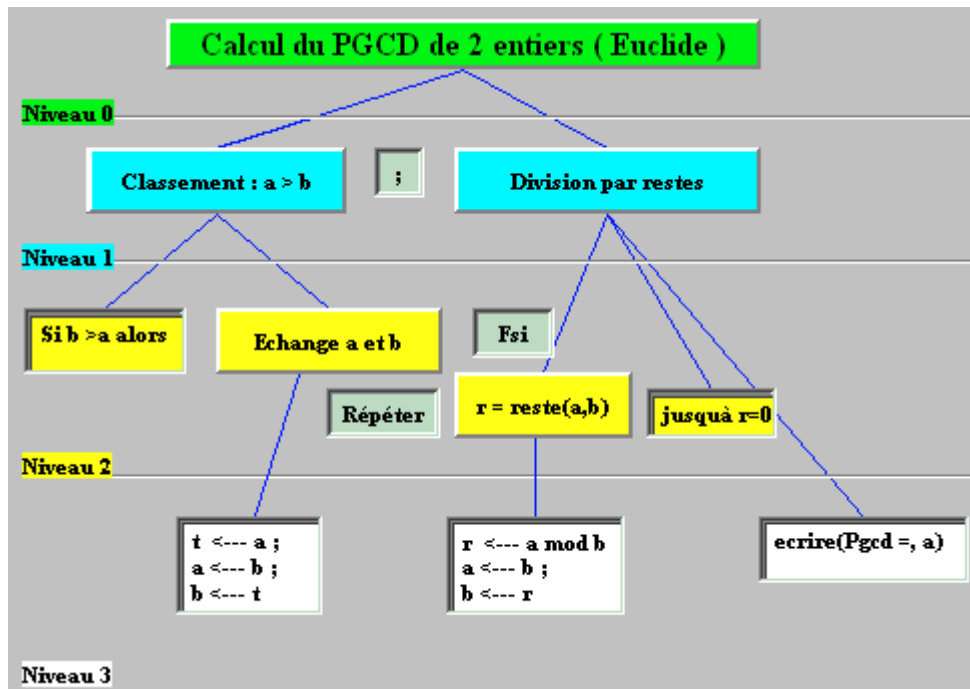 Calcul du PGCD de 2 entiers ( Euclide )
Niveau 0
Classement : a > b
;
Division par restes
Niveau 1
Si b >a alors
Echange a et b
Fsi
Répéter
r = reste(a,b)
jusquà r=0
Niveau 2
t <--- a ;
a <--- b ;
b <--- t
r <--- a mod b
a <--- b ;
b <--- r
ecrire(Pgcd =, a)
Niveau 3